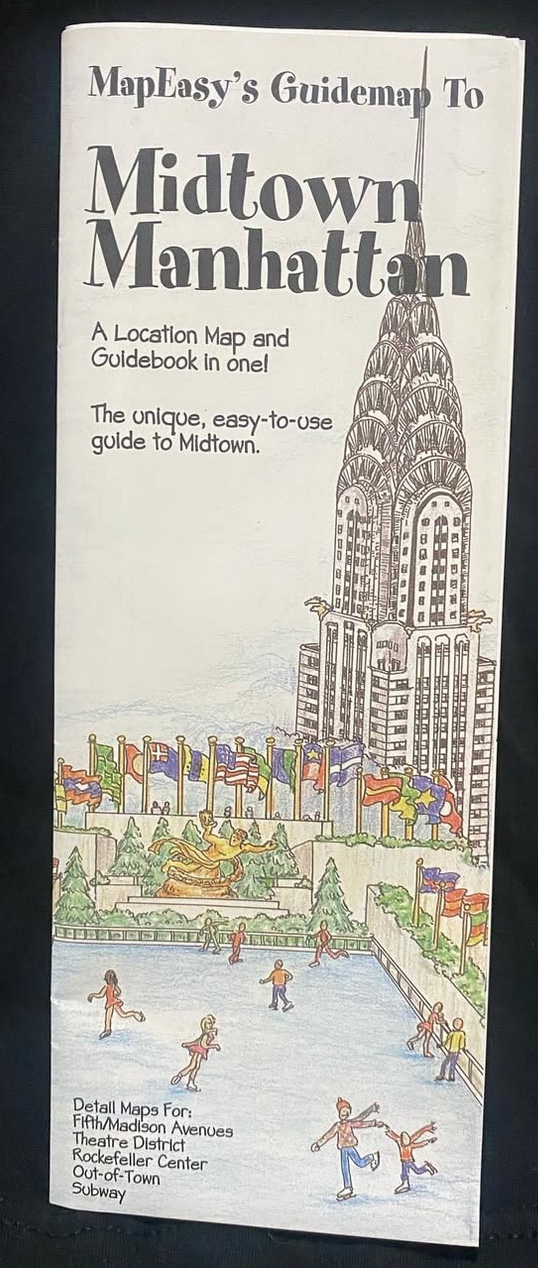 MapEasy's Guidemap To
Midtown
Manhattan
A Location Map and
Guidebook in one!
The unique, easy-to-use
guide to Midtown.
Detail Maps For:
Fifth/Madison Avenues
Theatre District
Rockefeller Center
Out-of-Town
Subway